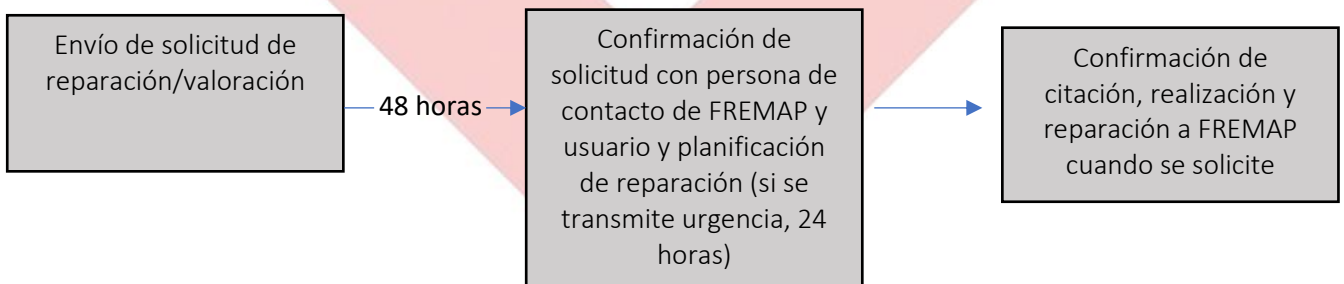 Envío de solicitud de
reparación/valoración
48 horas
Confirmación de
solicitud con persona de
contacto de FREMAP y
usuario y planificación
de reparación (si se
transmite urgencia, 24
horas)
Confirmación de
citación, realización y
reparación a FREMAP
cuando se solicite